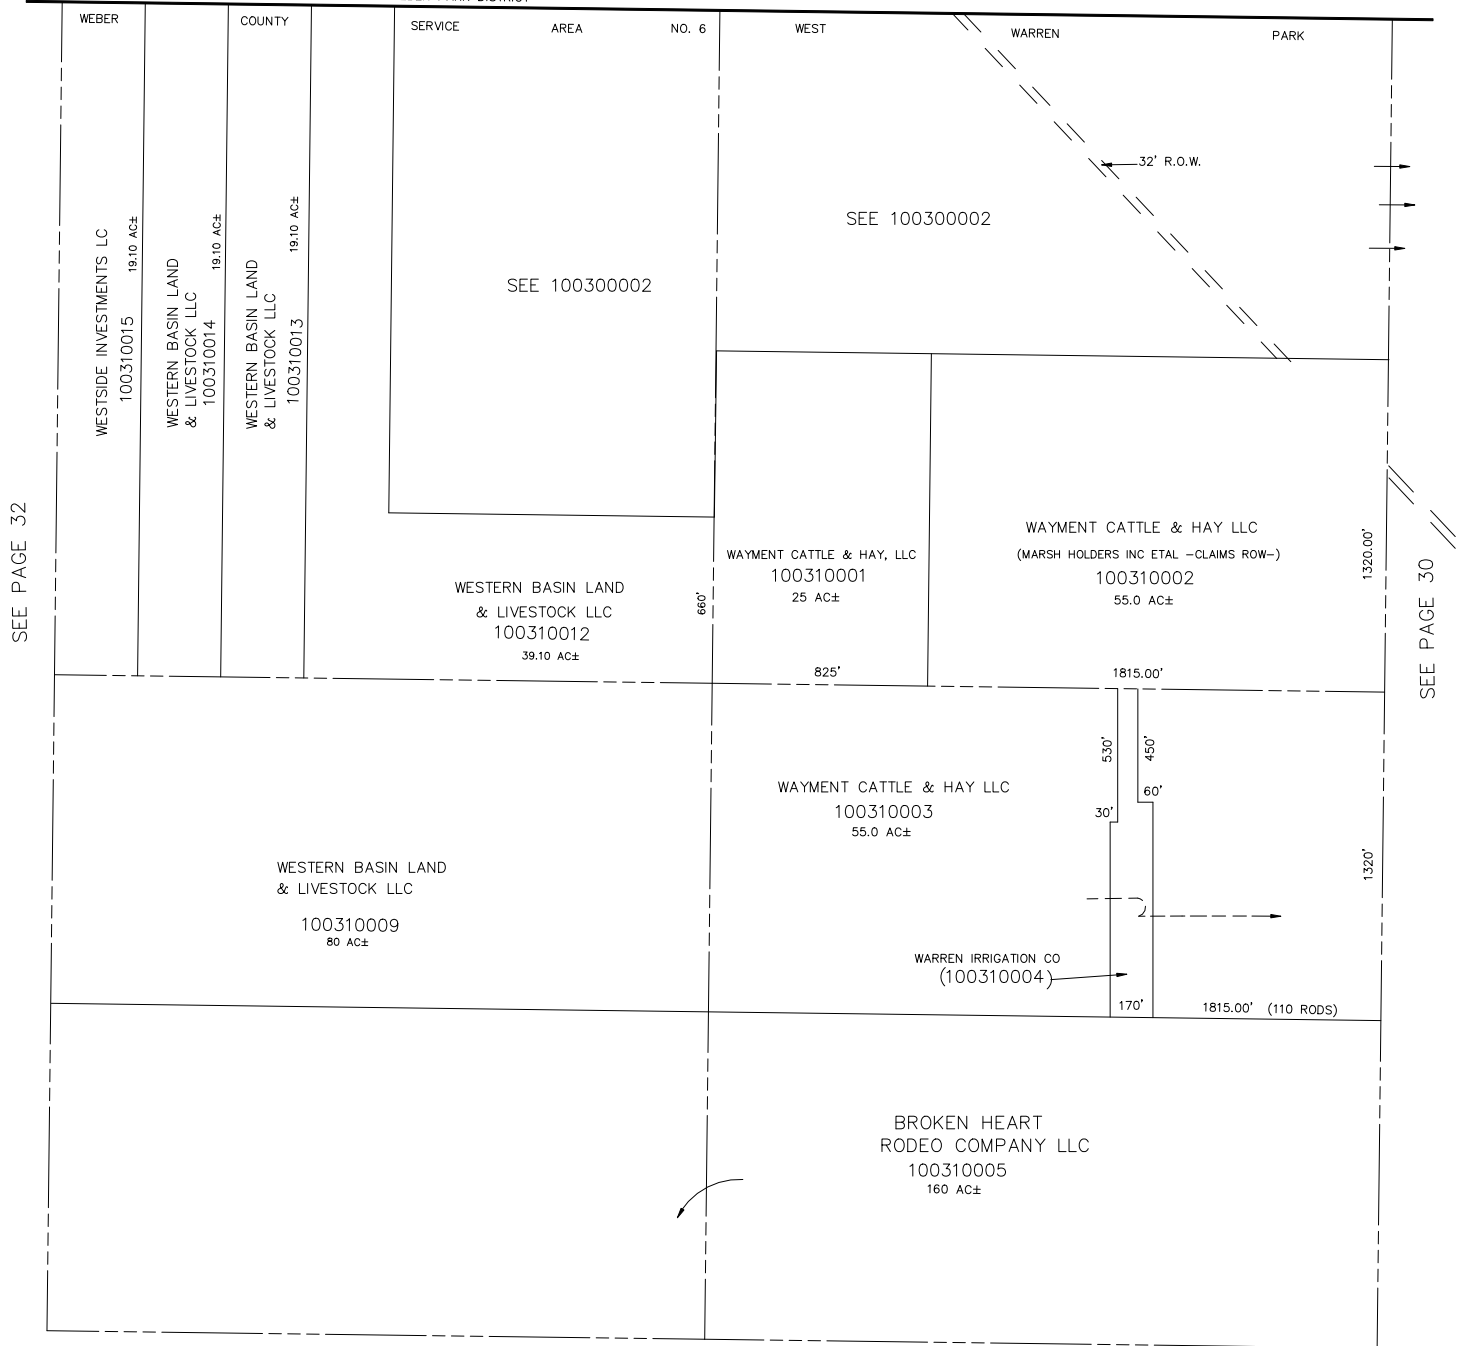 WEBER COUNTY SERVICE AREA NO. 6 WEST WARREN PARK
32' R.O.W.
SEE 100300002
SEE 100300002
WESTSIDE INVESTMENTS LC
100310015
19.10 AC±
WESTERN BASIN LAND
& LIVESTOCK LLC
100310014
19.10 AC±
WESTERN BASIN LAND
& LIVESTOCK LLC
100310013
19.10 AC±
SEE PAGE 32
WESTERN BASIN LAND
& LIVESTOCK LLC
100310012
39.10 AC±
660'
WAYMENT CATTLE & HAY, LLC
100310001
25 AC±
825'
WAYMENT CATTLE & HAY LLC
(MARSH HOLDERS INC ETAL -CLAIMS ROW-)
100310002
55.0 AC±
1320.00'
1815.00'
SEE PAGE 30
530'
450'
60'
30'
WAYMENT CATTLE & HAY LLC
100310003
55.0 AC±
1320'
WESTERN BASIN LAND
& LIVESTOCK LLC
100310009
80 AC±
WARREN IRRIGATION CO
(100310004)
170'
1815.00' (110 RODS)
BROKEN HEART
RODEO COMPANY LLC
100310005
160 AC±